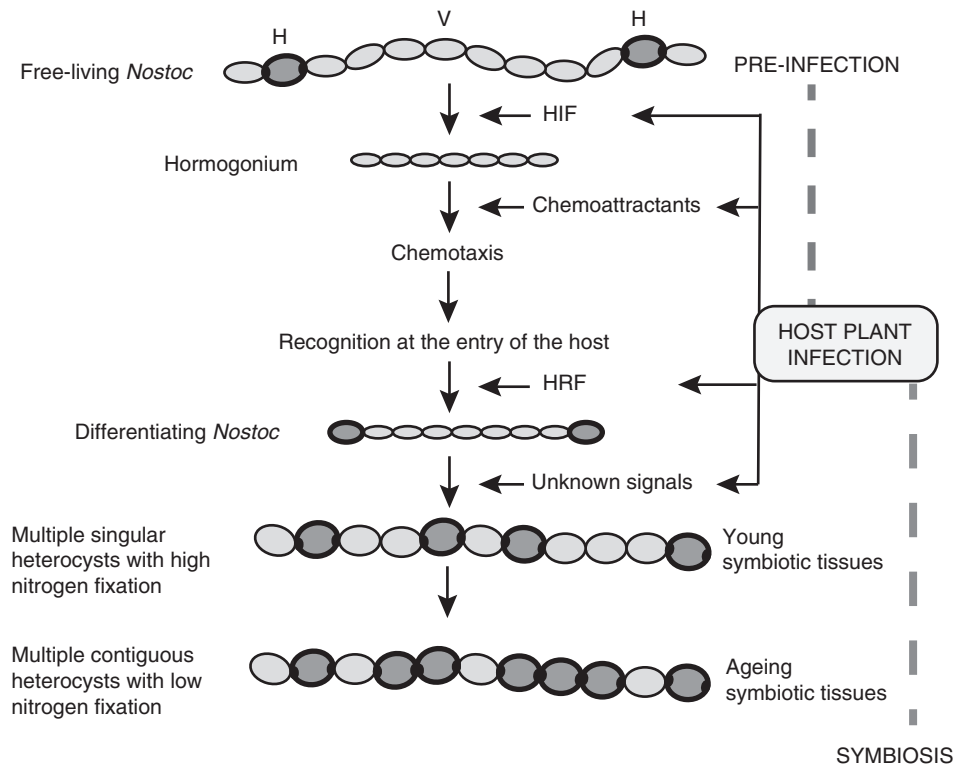 H
V
H
Free-living Nostoc
PRE-INFECTION
HIF
Hormogonium
Chemoattractants
Chemotaxis
HOST PLANT
INFECTION
Recognition at the entry of the host
HRF
Differentiating Nostoc
Unknown signals
Multiple singular
heterocysts with high
nitrogen fixation
Young
symbiotic tissues
Multiple contiguous
heterocysts with low
nitrogen fixation
Ageing
symbiotic tissues
SYMBIOSIS